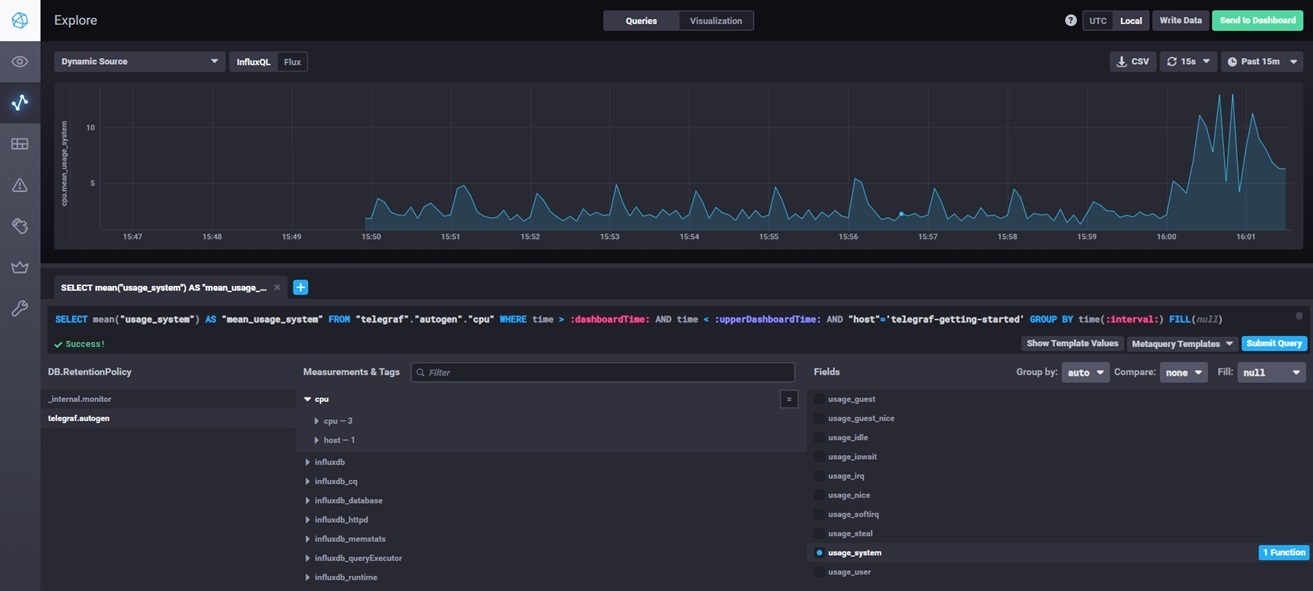 Explore
Queries Visualization
? UTC Local Write Data Send to Dashboard
Dynamic Source InfluxQL Flux
CSV 15s Past 15m
cpu.mean_usage_system
10
5
15:47 15:48 15:49 15:50 15:51 15:52 15:53 15:54 15:55 15:56 15:57 15:58 15:59 16:00 16:01
SELECT mean("usage_system") AS "mean_usage_... × +
SELECT mean("usage_system") AS "mean_usage_system" FROM "telegraf"."autogen"."cpu" WHERE time > :dashboardTime: AND time < :upperDashboardTime: AND "host"='telegraf-getting-started' GROUP BY time(:interval:) FILL(null)
Success!
Show Template Values Metaquery Templates Submit Query
DB.RetentionPolicy
_internal.monitor
telegraf.autogen
Measurements & Tags Filter
cpu =
cpu — 3
host — 1
influxdb
influxdb_cq
influxdb_database
influxdb_httpd
influxdb_memstats
influxdb_queryExecutor
influxdb_runtime
Fields Group by: auto Compare: none Fill: null
usage_guest
usage_guest_nice
usage_idle
usage_iowait
usage_irq
usage_nice
usage_softirq
usage_steal
usage_system 1 Function
usage_user